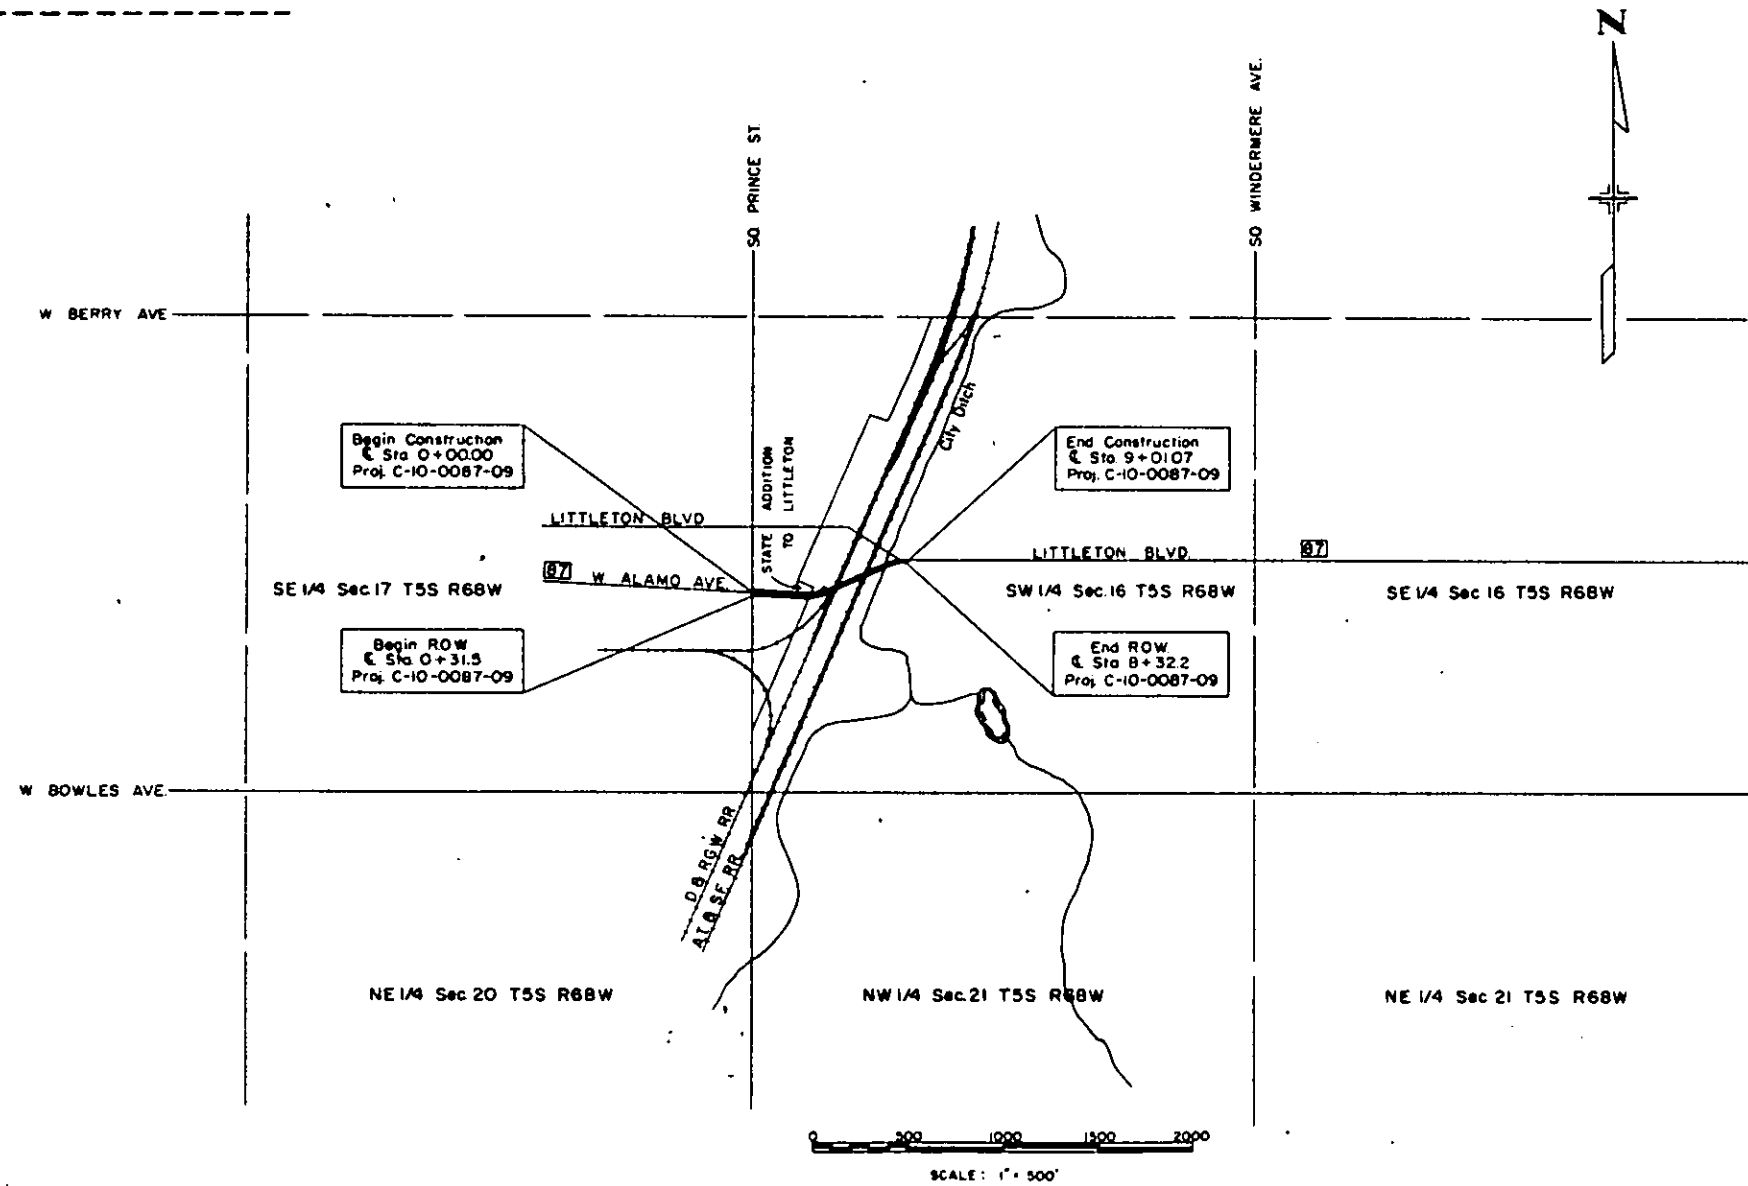 N
SO PRINCE ST.
SO WINDERMERE AVE.
W BERRY AVE
City Ditch
Begin Construction
℄ Sta 0+00.00
Proj. C-10-0087-09
End Construction
℄ Sta. 9+01.07
Proj. C-10-0087-09
STATE ADDITION
TO LITTLETON
LITTLETON BLVD
LITTLETON BLVD.
87
87
W ALAMO AVE.
SE 1/4 Sec. 17 T5S R68W
SW 1/4 Sec. 16 T5S R68W
SE 1/4 Sec 16 T5S R68W
Begin R.O.W
℄ Sta. 0+31.5
Proj. C-10-0087-09
End ROW.
℄ Sta 8+32.2
Proj. C-10-0087-09
W BOWLES AVE.
D & RGW RR
AT & SF RR
NE 1/4 Sec 20 T5S R68W
NW 1/4 Sec. 21 T5S R68W
NE 1/4 Sec 21 T5S R68W
0 500 1000 1500 2000
SCALE: 1" = 500'